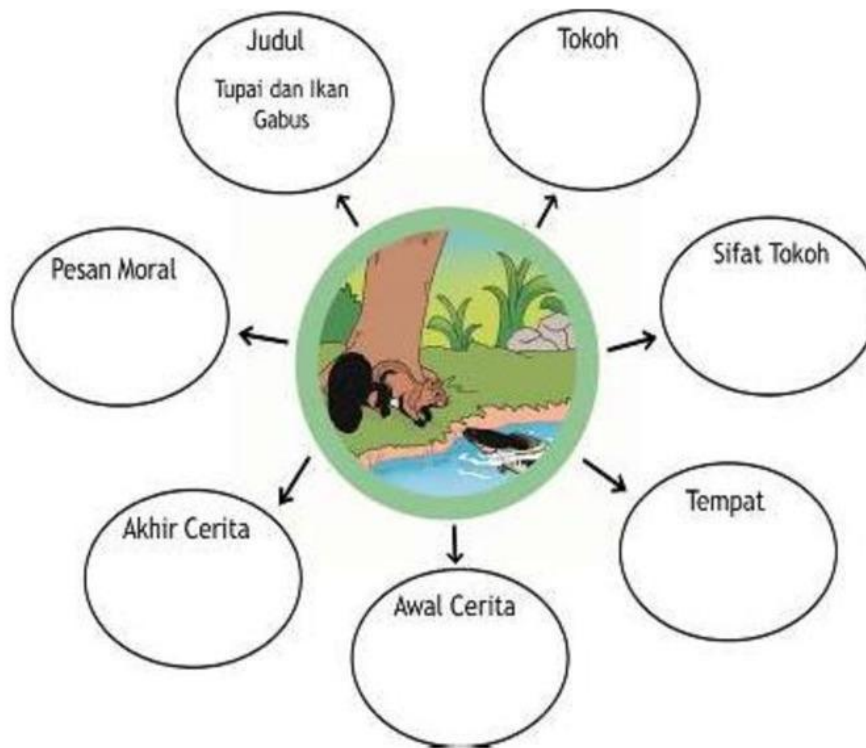 Judul
Tupai dan Ikan
Gabus
Tokoh
Pesan Moral
Sifat Tokoh
Akhir Cerita
Tempat
Awal Cerita